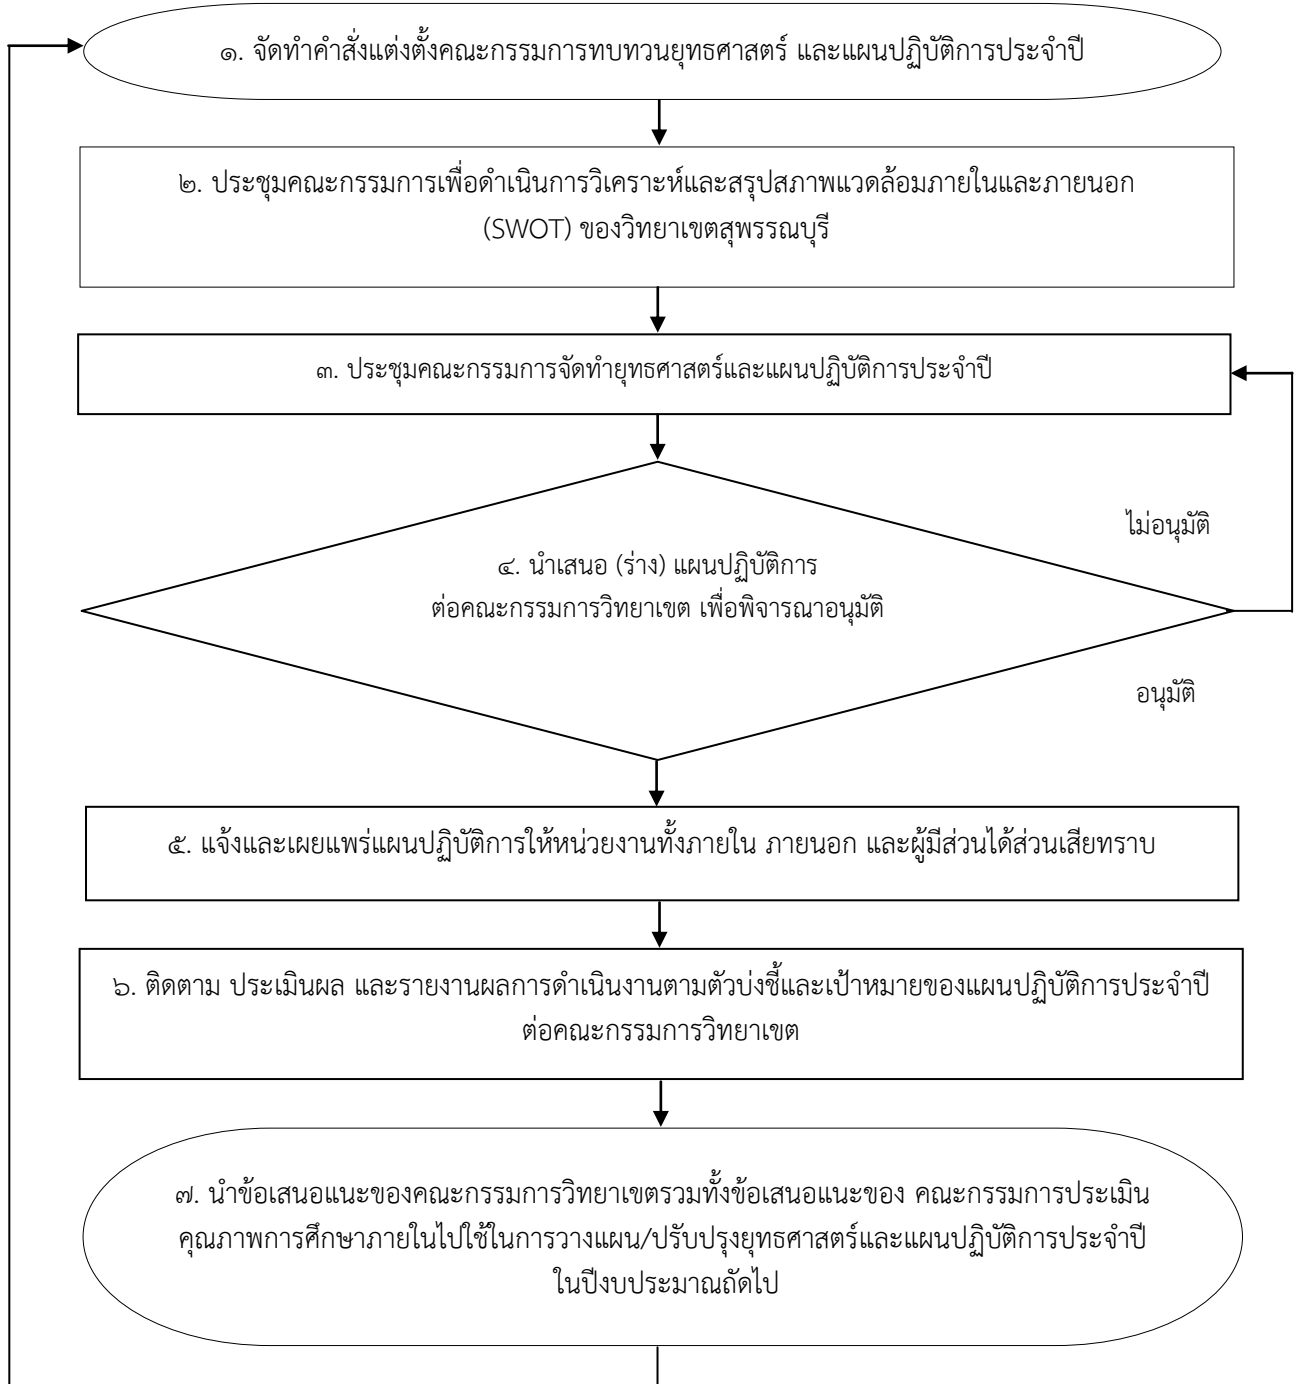 ๑. จัดทำคำสั่งแต่งตั้งคณะกรรมการทบทวนยุทธศาสตร์ และแผนปฏิบัติการประจำปี
๒. ประชุมคณะกรรมการเพื่อดำเนินการวิเคราะห์และสรุปสภาพแวดล้อมภายในและภายนอก
(SWOT) ของวิทยาเขตสุพรรณบุรี
๓. ประชุมคณะกรรมการจัดทำยุทธศาสตร์และแผนปฏิบัติการประจำปี
ไม่อนุมัติ
๔. นำเสนอ (ร่าง) แผนปฏิบัติการ
ต่อคณะกรรมการวิทยาเขต เพื่อพิจารณาอนุมัติ
อนุมัติ
๕. แจ้งและเผยแพร่แผนปฏิบัติการให้หน่วยงานทั้งภายใน ภายนอก และผู้มีส่วนได้ส่วนเสียทราบ
๖. ติดตาม ประเมินผล และรายงานผลการดำเนินงานตามตัวบ่งชี้และเป้าหมายของแผนปฏิบัติการประจำปี
ต่อคณะกรรมการวิทยาเขต
๗. นำข้อเสนอแนะของคณะกรรมการวิทยาเขตรวมทั้งข้อเสนอแนะของ คณะกรรมการประเมิน
คุณภาพการศึกษาภายในไปใช้ในการวางแผน/ปรับปรุงยุทธศาสตร์และแผนปฏิบัติการประจำปี
ในปีงบประมาณถัดไป